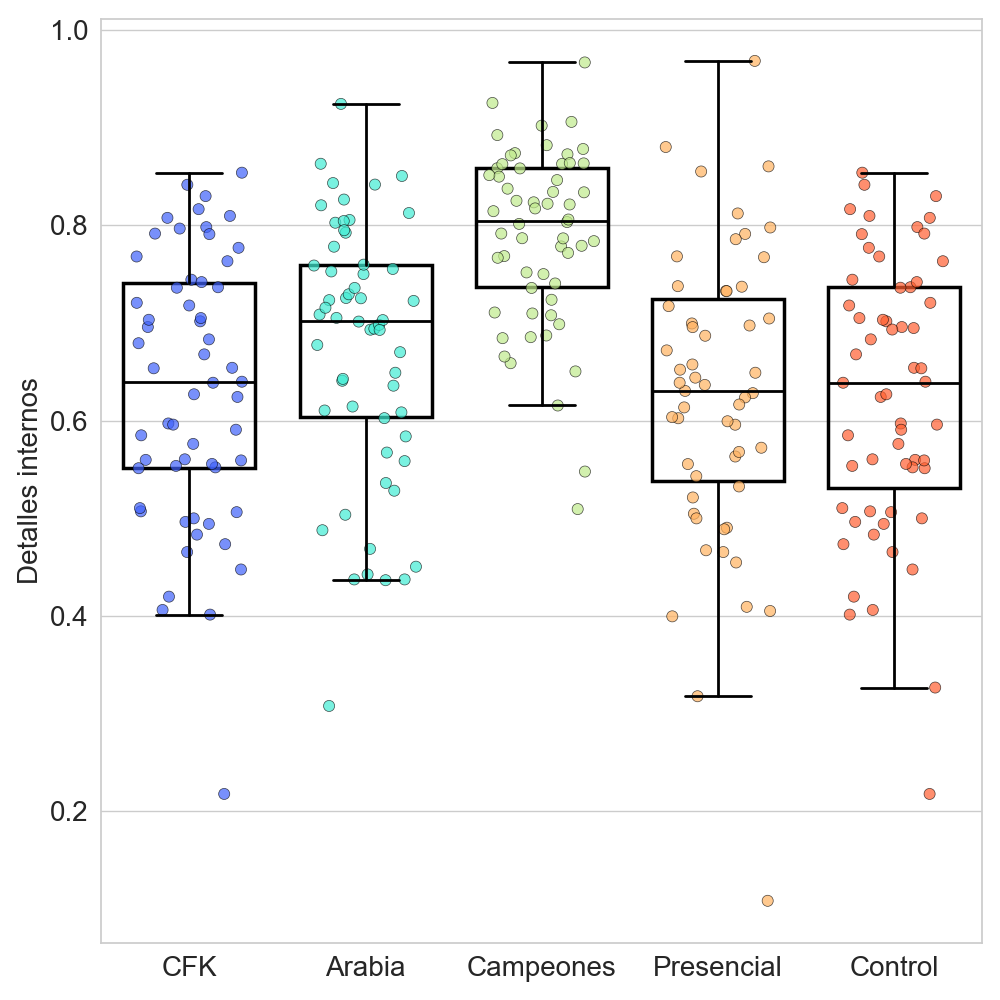 1.0
0.8
0.6
0.4
0.2
Detalles internos
CFK
Arabia
Campeones
Presencial
Control